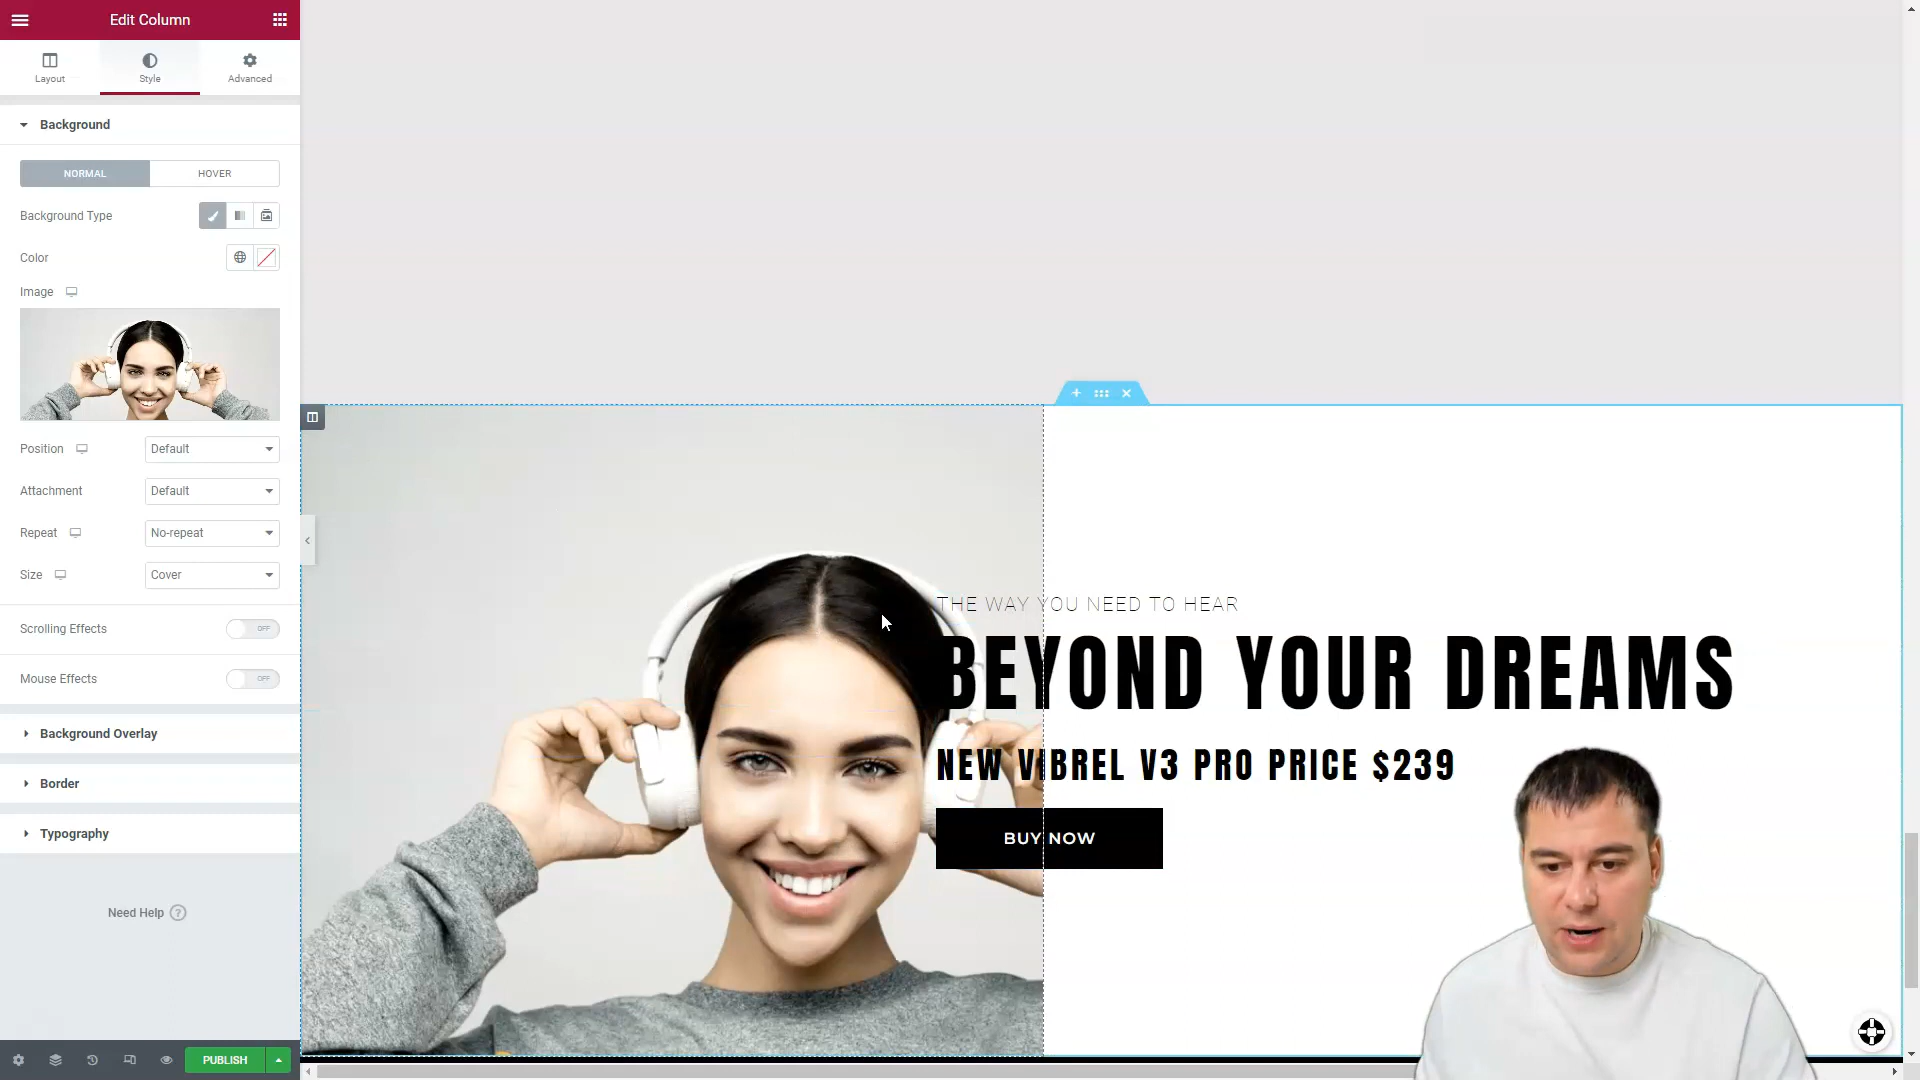 Edit Column
Layout
Style
Advanced
Background
NORMAL
HOVER
Background Type
Color
Image
Position
Default
Attachment
Default
Repeat
No-repeat
Size
Cover
Scrolling Effects
OFF
Mouse Effects
OFF
Background Overlay
Border
Typography
Need Help ?
PUBLISH
THE WAY YOU NEED TO HEAR
BEYOND YOUR DREAMS
NEW VIBREL V3 PRO PRICE $239
BUY NOW